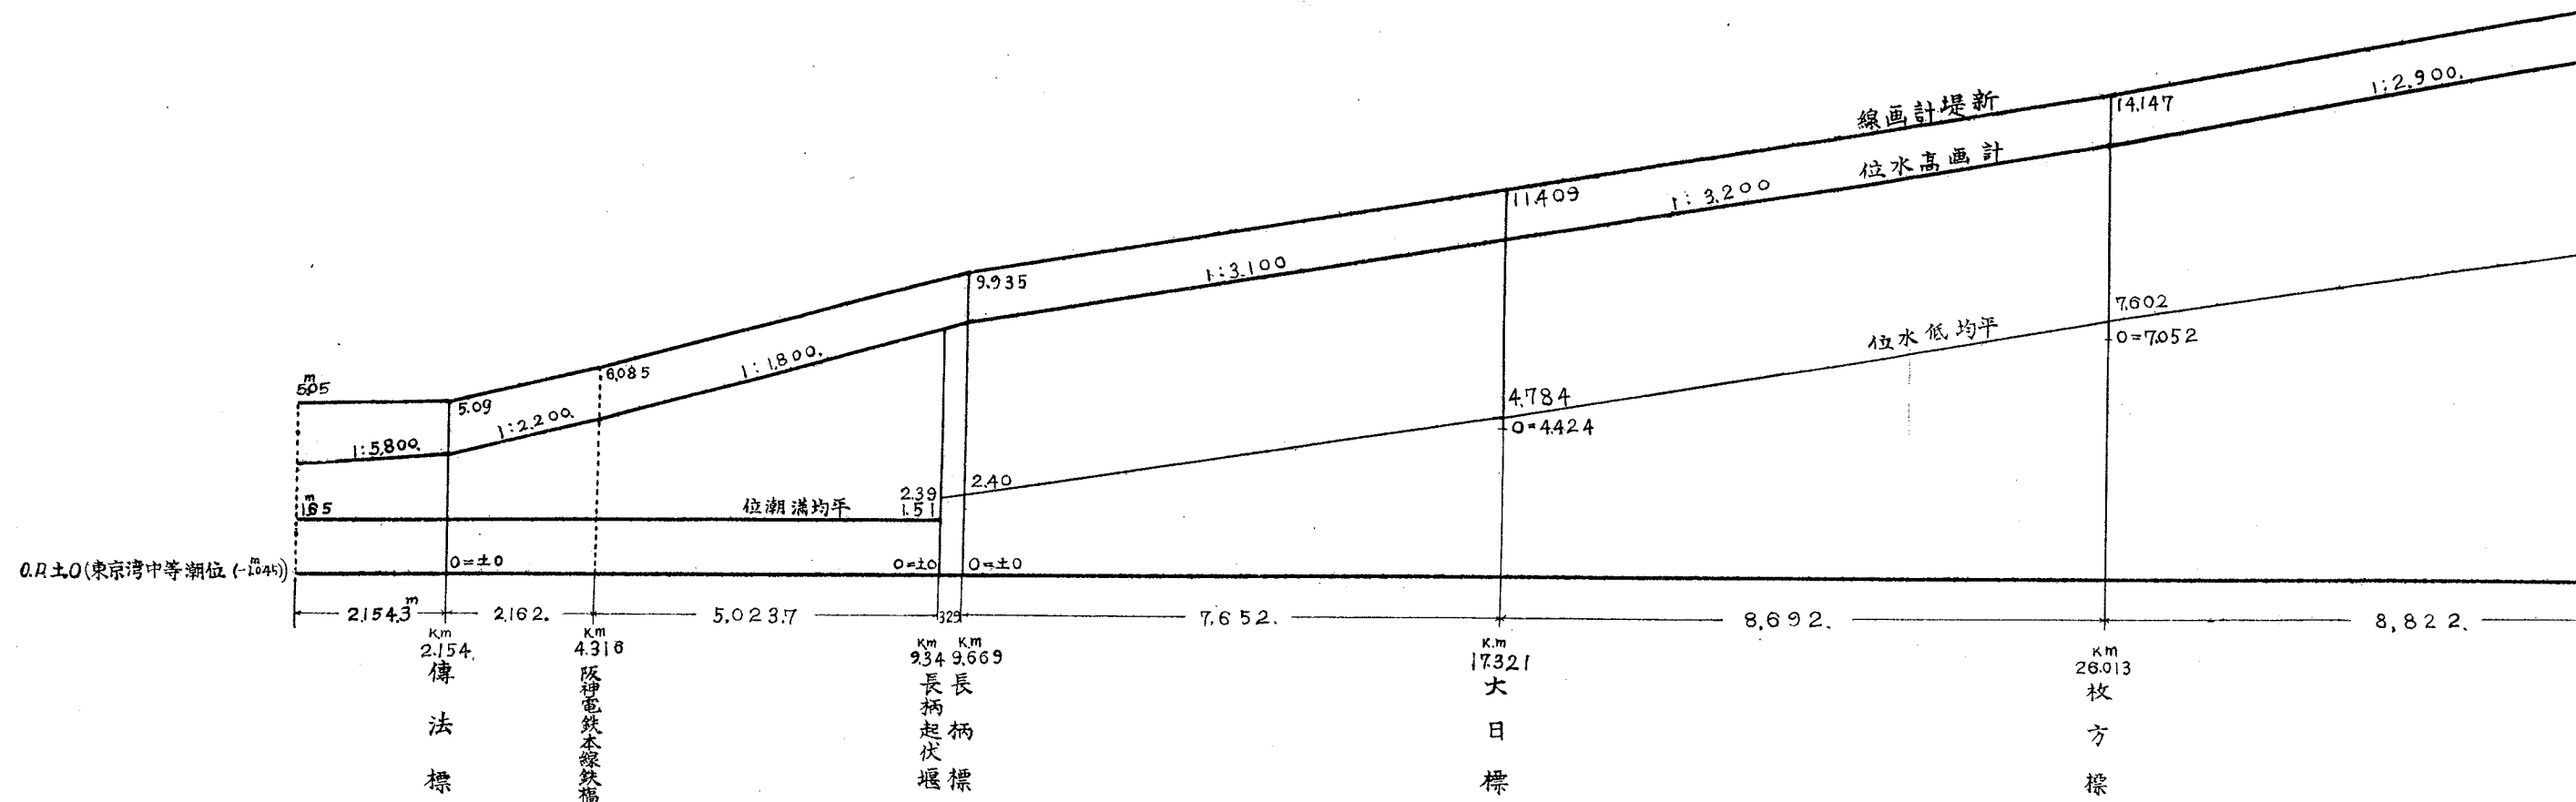 線画計堤新
14.147
1:2,900.
位水高画計
11.409
1:3,200
9.935
1:3,100
7.602
0=7.052
位水低均平
6.085
1:1,800.
5.05 m
5.09
1:2,200.
1:5,800.
4.784
0=4.424
2.40
2.39
1.51
位潮満均平
1.65 m
O.P.±0(東京湾中等潮位(-1.045 m))
0=±0
0=±0
0=±0
2,154.3 m
2,162.
5,023.7
329
7,652.
8,692.
8,822.
Km
2.154
傳法標
Km
4.316
阪神電鉄本線鉄橋
Km
9.34
長柄起伏堰
Km
9.669
長柄標
K.m
17.321
大日標
Km
26.013
枚方標